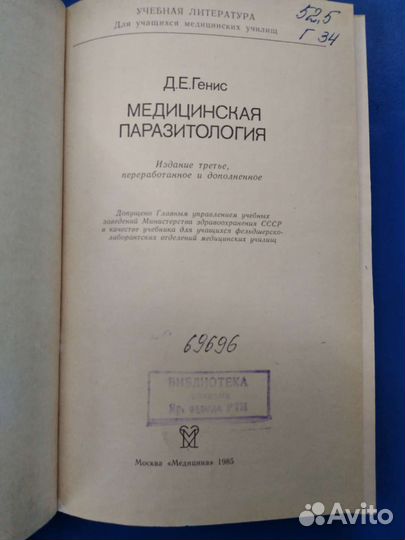 УЧЕБНАЯ ЛИТЕРАТУРА
Для учащихся медицинских училищ
52,5
Г 34
Д.Е.Генис
МЕДИЦИНСКАЯ
ПАРАЗИТОЛОГИЯ
Издание третье,
переработанное и дополненное
Допущено Главным управлением учебных
заведений Министерства здравоохранения СССР
в качестве учебника для учащихся фельдшерско-
лаборантских отделений медицинских училищ
69696
БИБЛИОТЕКА
Москва «Медицина» 1985
Avito